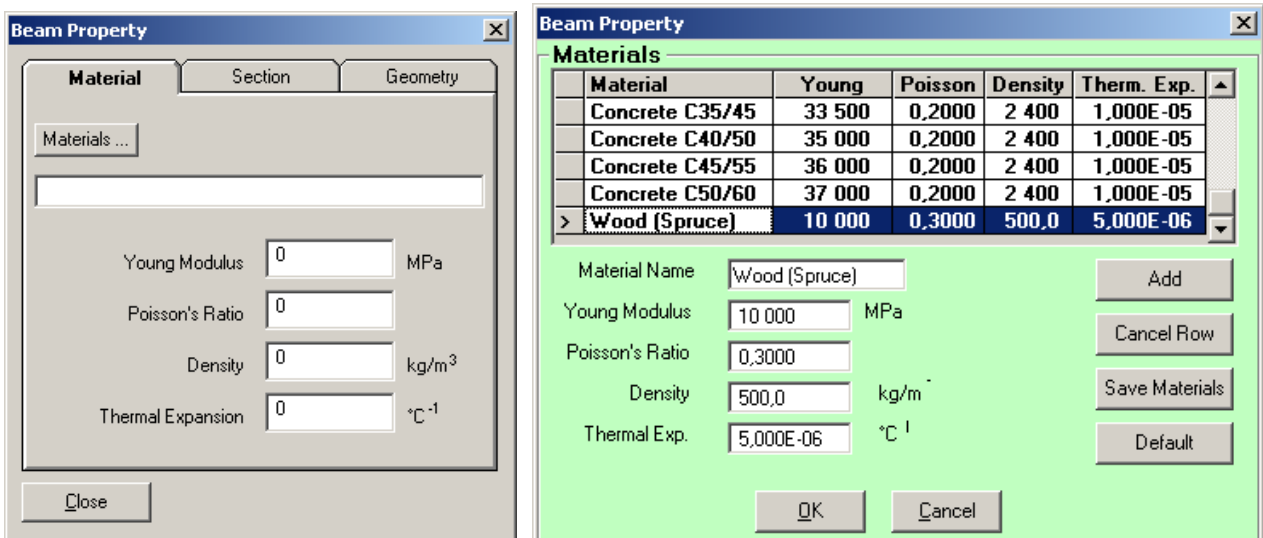 Beam Property
Material Section Geometry
Materials ...
Young Modulus 0 MPa
Poisson's Ratio 0
Density 0 kg/m³
Thermal Expansion 0 °C⁻¹
Close
Beam Property
Materials
Material Young Poisson Density Therm. Exp.
Concrete C35/45 33 500 0,2000 2 400 1,000E-05
Concrete C40/50 35 000 0,2000 2 400 1,000E-05
Concrete C45/55 36 000 0,2000 2 400 1,000E-05
Concrete C50/60 37 000 0,2000 2 400 1,000E-05
> Wood (Spruce) 10 000 0,3000 500,0 5,000E-06
Material Name Wood (Spruce) Add
Young Modulus 10 000 MPa
Cancel Row
Poisson's Ratio 0,3000
Density 500,0 kg/m Save Materials
Thermal Exp. 5,000E-06 °C Default
OK Cancel